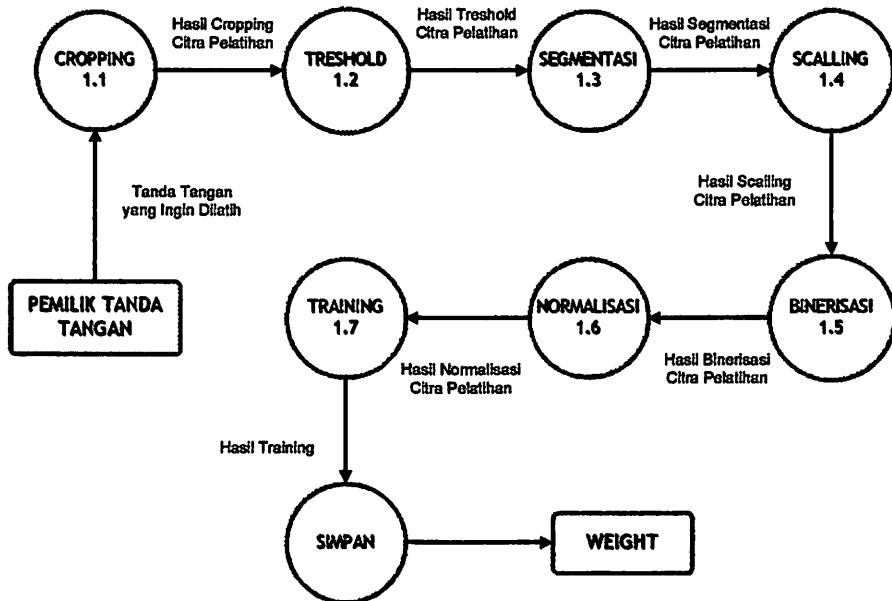 CROPPING
1.1
Hasil Cropping
Citra Pelatihan
TRESHOLD
1.2
Hasil Treshold
Citra Pelatihan
SEGMENTASI
1.3
Hasil Segmentasi
Citra Pelatihan
SCALLING
1.4
Hasil Scalling
Citra Pelatihan
Tanda Tangan
yang Ingin Dilatih
PEMILIK TANDA
TANGAN
BINERISASI
1.5
Hasil Binerisasi
Citra Pelatihan
NORMALISASI
1.6
Hasil Normalisasi
Citra Pelatihan
TRAINING
1.7
Hasil Training
SIMPAN
WEIGHT